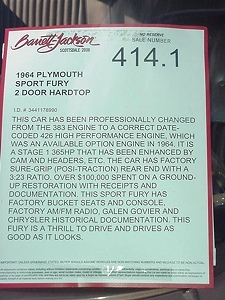 Barrett-Jackson
SCOTTSDALE 2008
NO RESERVE
SALE NUMBER
414.1
1964 PLYMOUTH
SPORT FURY
2 DOOR HARDTOP
I.D. # 3441178990
THIS CAR HAS BEEN PROFESSIONALLY CHANGED
FROM THE 383 ENGINE TO A CORRECT DATE-
CODED 426 HIGH PERFORMANCE ENGINE, WHICH
WAS AN AVAILABLE OPTION ENGINE IN 1964. IT IS
A STAGE 1 365HP THAT HAS BEEN ENHANCED BY
CAM AND HEADERS, ETC. THE CAR HAS FACTORY
SURE-GRIP (POSI-TRACTION) REAR END WITH A
3:23 RATIO. OVER $100,000 SPENT ON A GROUND-
UP RESTORATION WITH RECEIPTS AND
DOCUMENTATION. THIS SPORT FURY HAS
FACTORY BUCKET SEATS AND CONSOLE,
FACTORY AM/FM RADIO, GALEN GOVIER AND
CHRYSLER HISTORICAL DOCUMENTATION. THIS
FURY IS A THRILL TO DRIVE AND DRIVES AS
GOOD AS IT LOOKS.